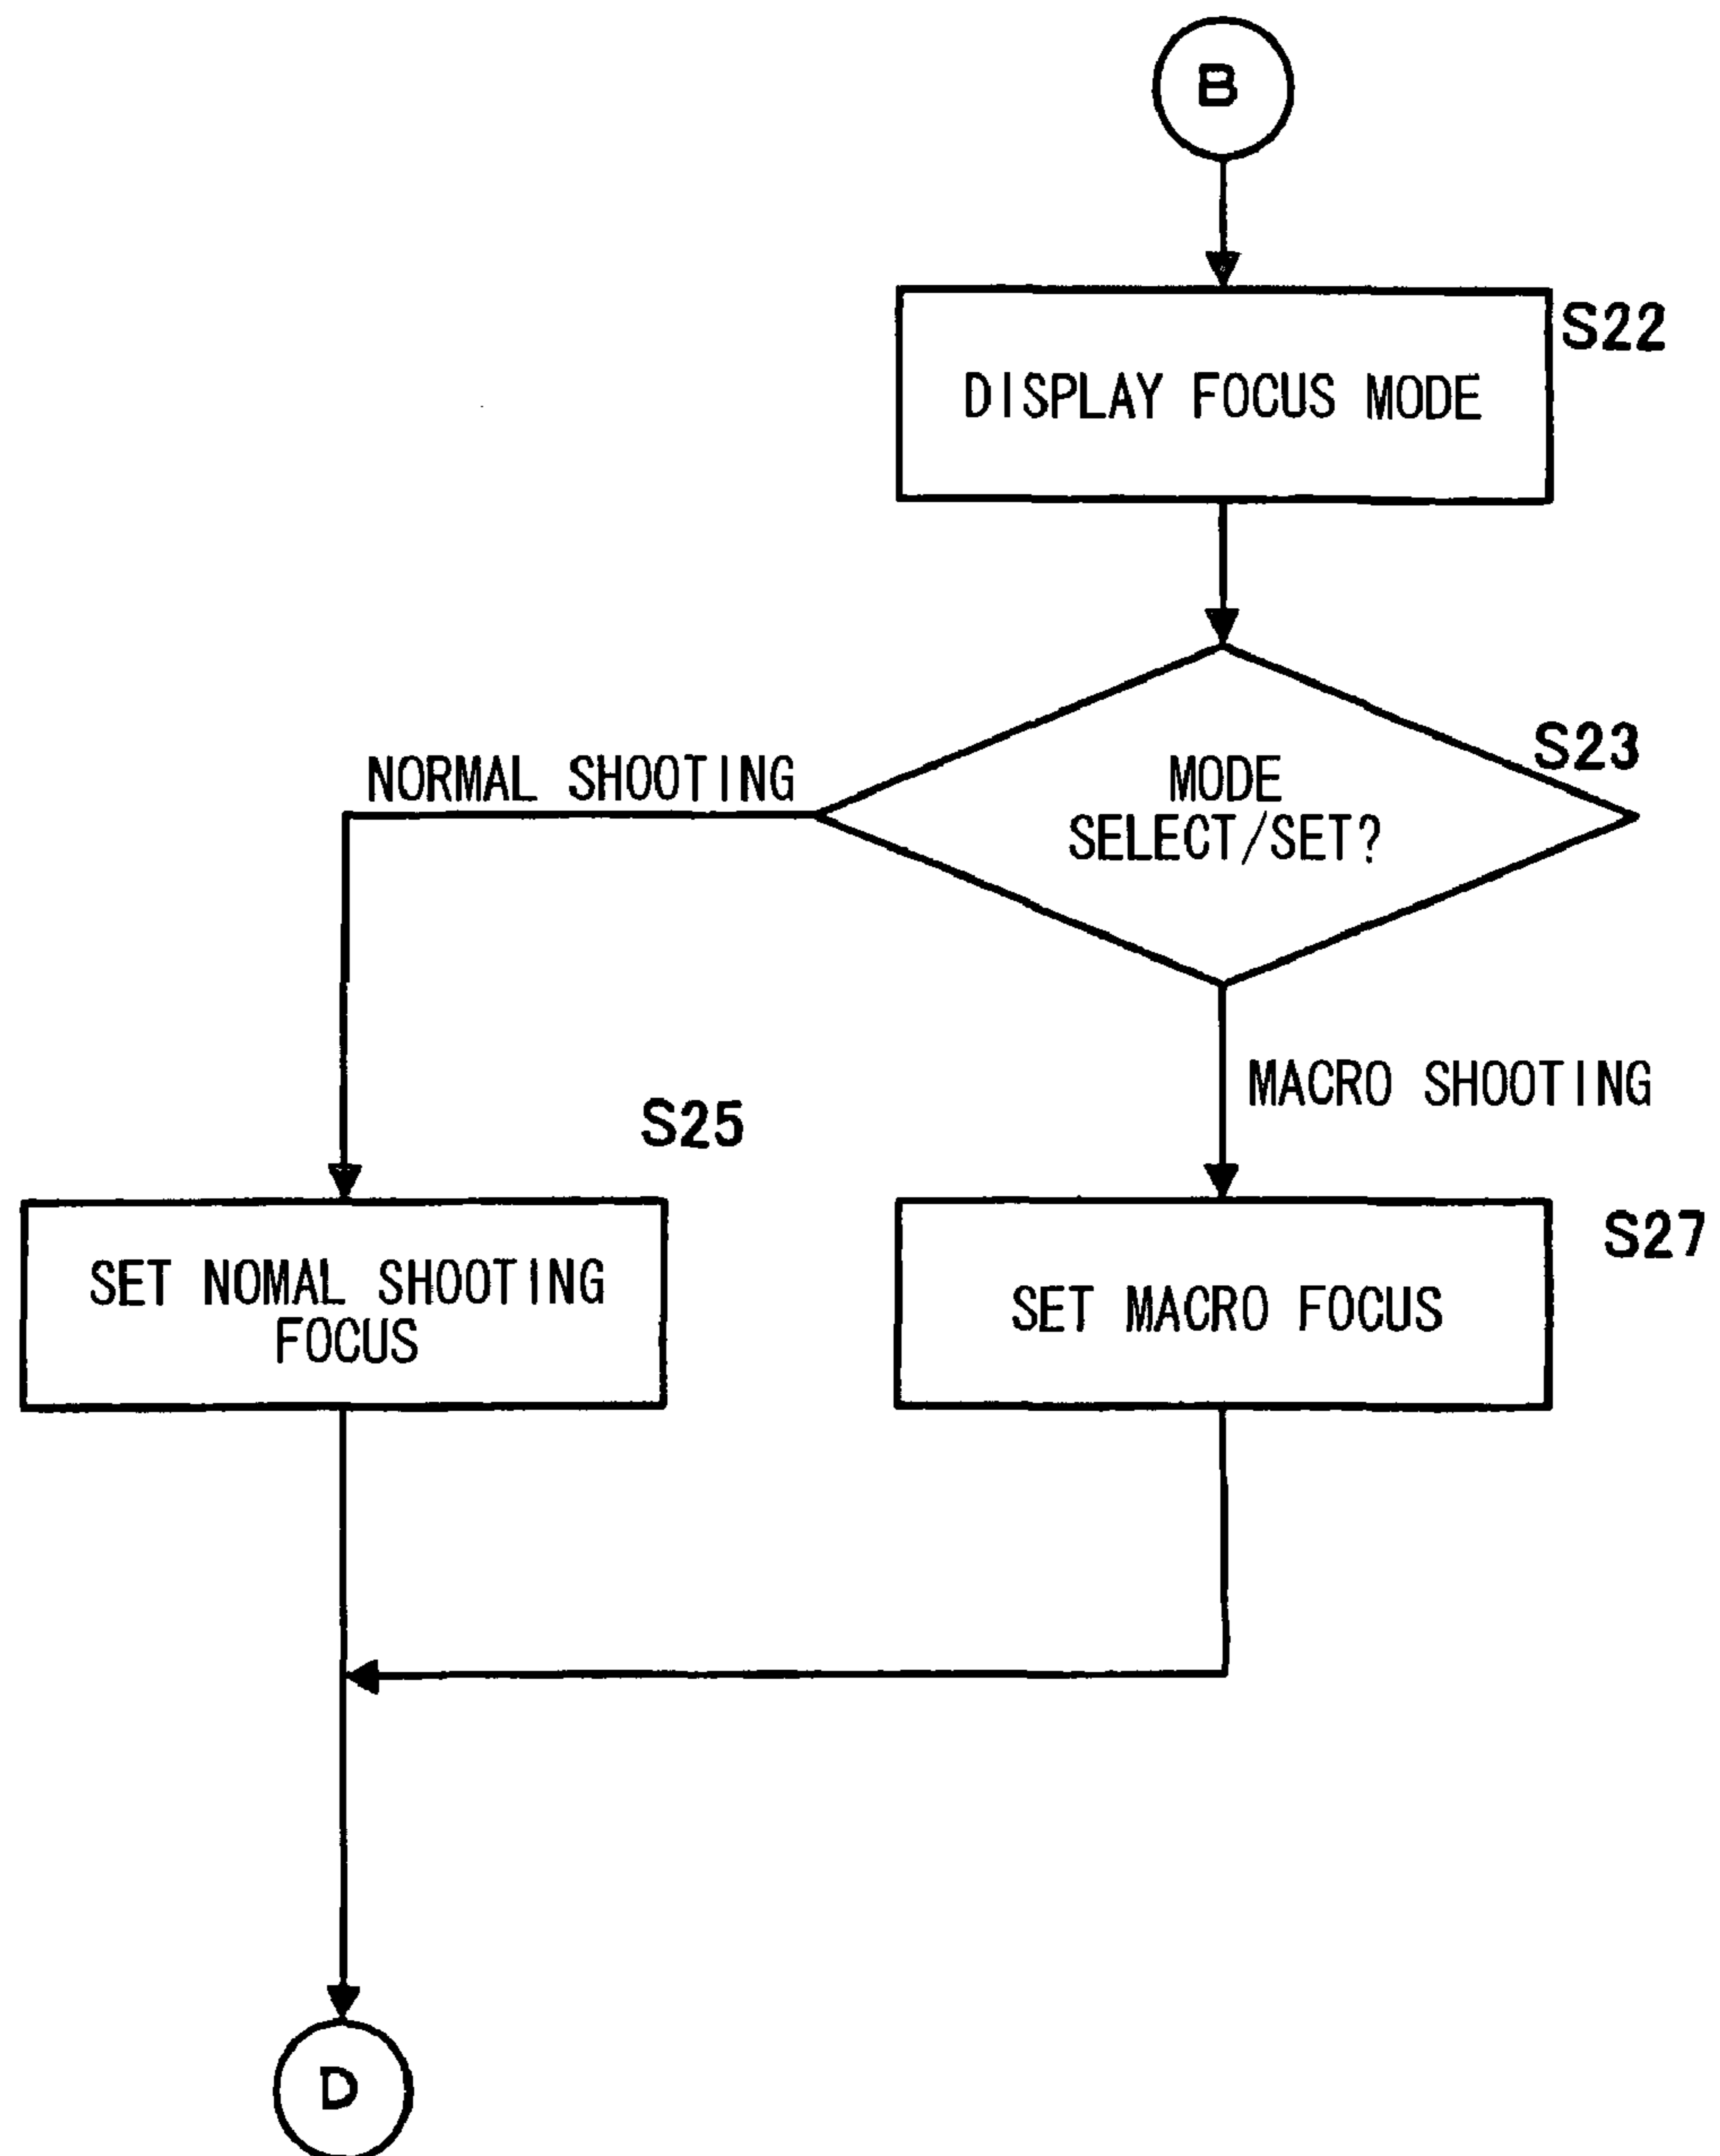 B
S22
DISPLAY FOCUS MODE
S23
MODE
SELECT/SET?
NORMAL SHOOTING
MACRO SHOOTING
S25
SET NOMAL SHOOTING
FOCUS
S27
SET MACRO FOCUS
D